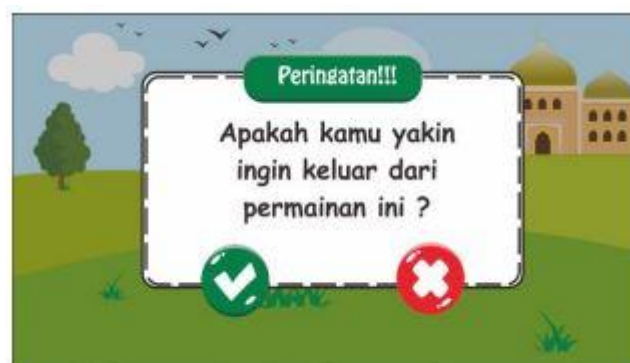 Peringatan!!!
Apakah kamu yakin
ingin keluar dari
permainan ini ?